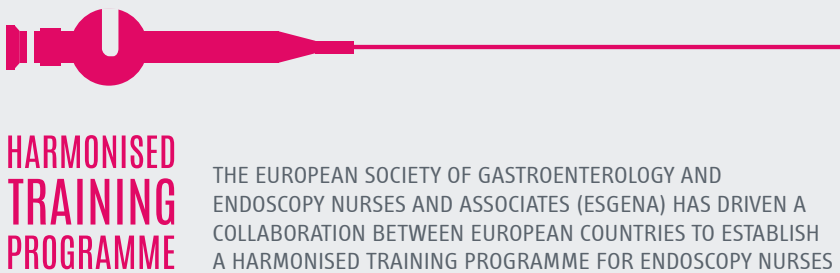 HARMONISED
TRAINING
PROGRAMME
THE EUROPEAN SOCIETY OF GASTROENTEROLOGY AND
ENDOSCOPY NURSES AND ASSOCIATES (ESGENA) HAS DRIVEN A
COLLABORATION BETWEEN EUROPEAN COUNTRIES TO ESTABLISH
A HARMONISED TRAINING PROGRAMME FOR ENDOSCOPY NURSES